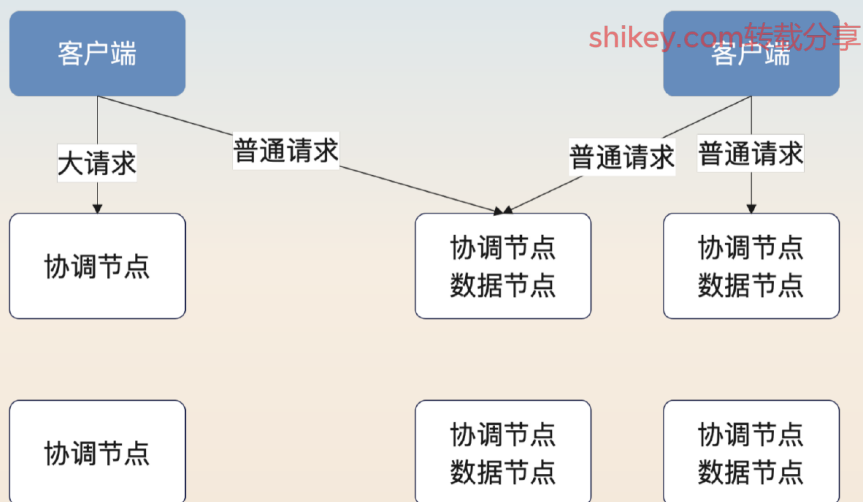 客户端
shikey.com转载分享
客户端
大请求
普通请求
普通请求
普通请求
协调节点
协调节点
数据节点
协调节点
数据节点
协调节点
协调节点
数据节点
协调节点
数据节点